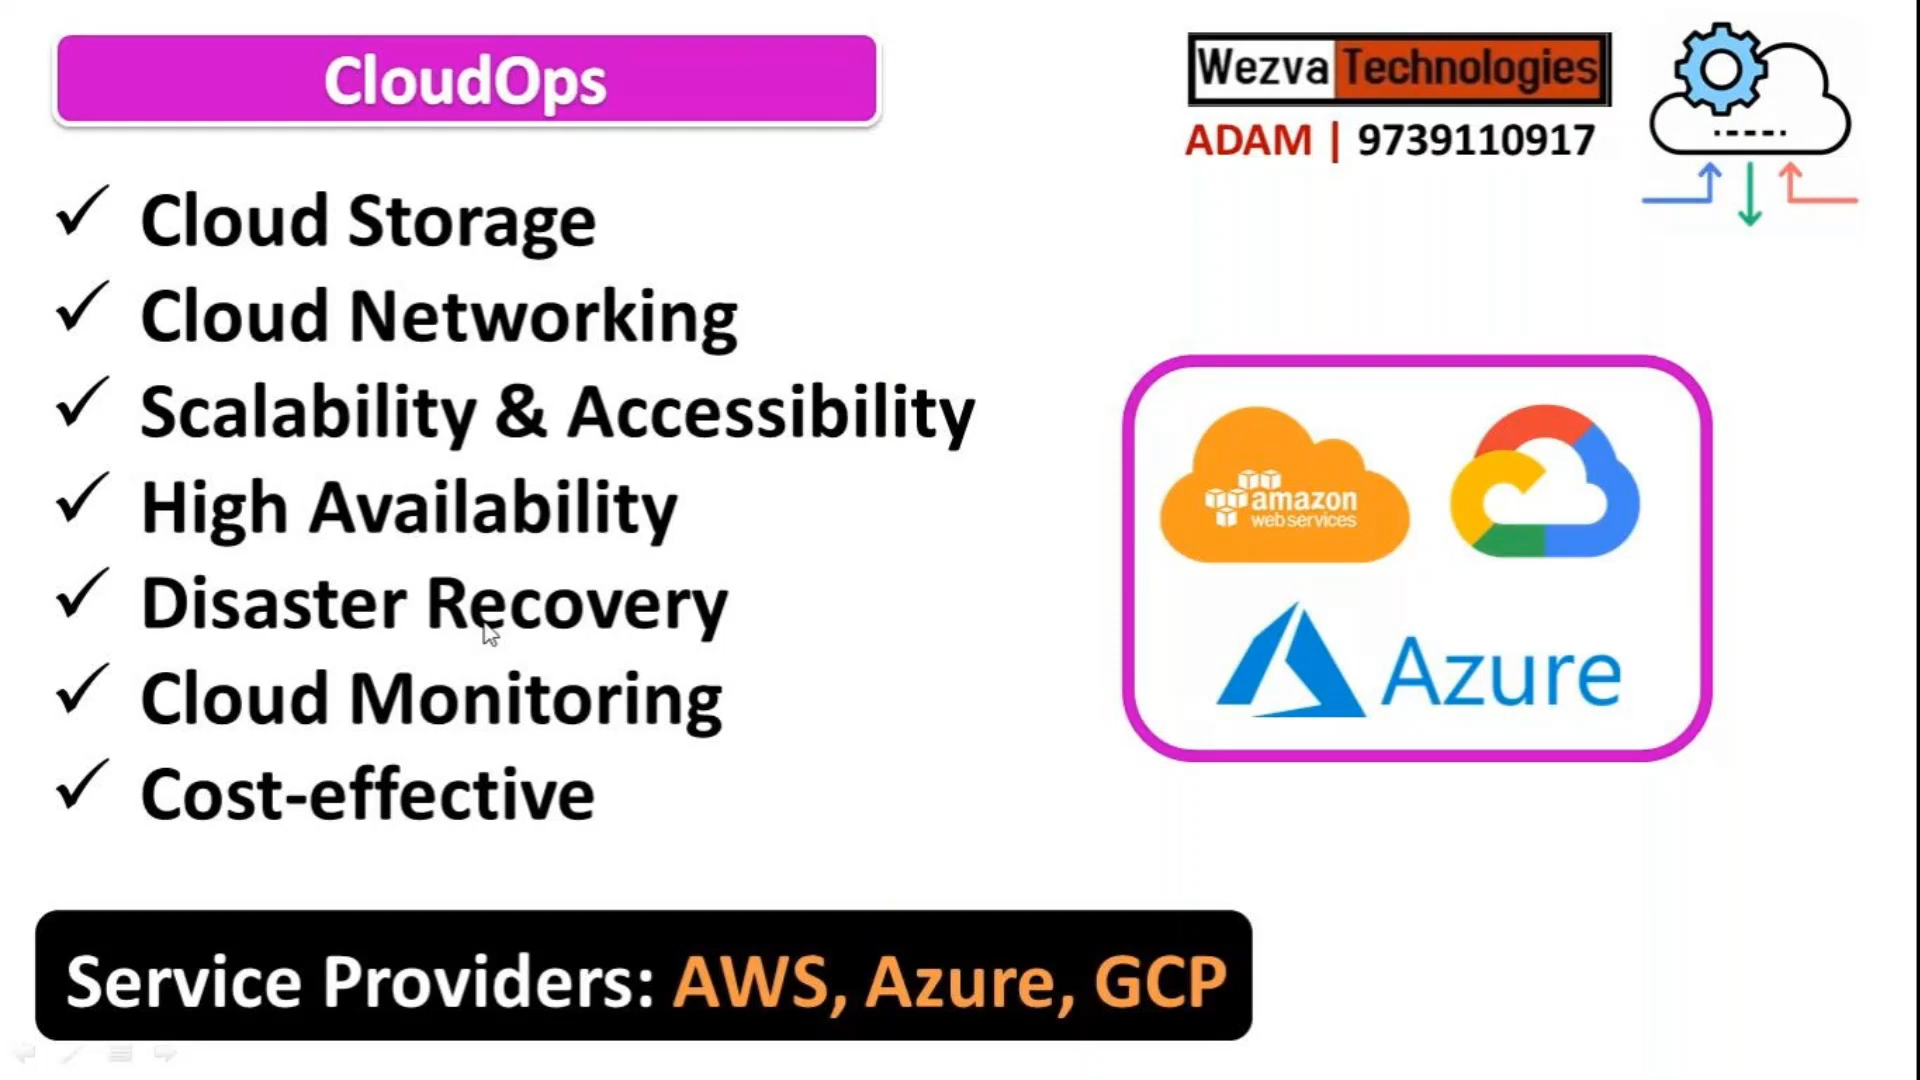 CloudOps
Wezva Technologies
ADAM | 9739110917
✓ Cloud Storage
✓ Cloud Networking
✓ Scalability & Accessibility
✓ High Availability
✓ Disaster Recovery
✓ Cloud Monitoring
✓ Cost-effective
amazon
web services
Azure
Service Providers: AWS, Azure, GCP